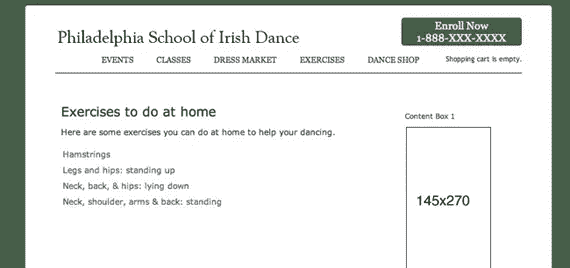 Philadelphia School of Irish Dance
Enroll Now
1-888-XXX-XXXX
EVENTS CLASSES DRESS MARKET EXERCISES DANCE SHOP Shopping cart is empty.
Exercises to do at home
Here are some exercises you can do at home to help your dancing.
Hamstrings
Legs and hips: standing up
Neck, back, & hips: lying down
Neck, shoulder, arms & back: standing
Content Box 1
145x270